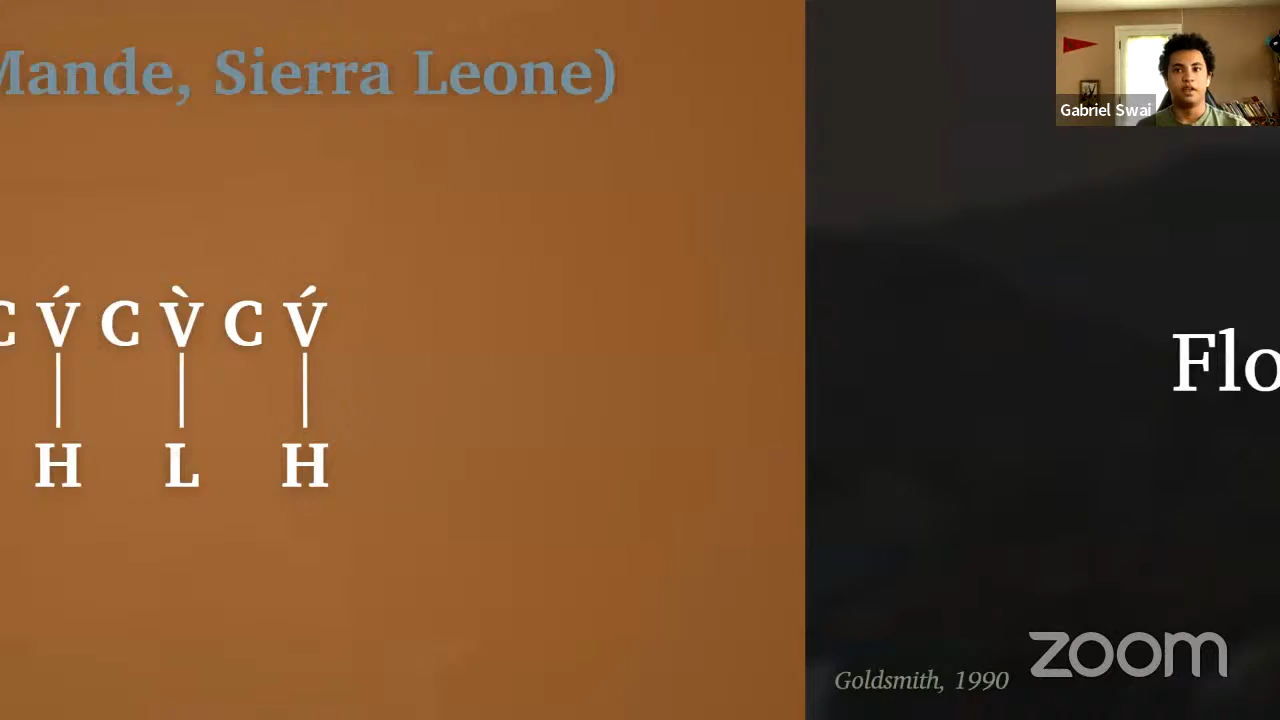 Mande, Sierra Leone)
Gabriel Swai
C V́ C V̀ C V́
H L H
Flo
Goldsmith, 1990
zoom